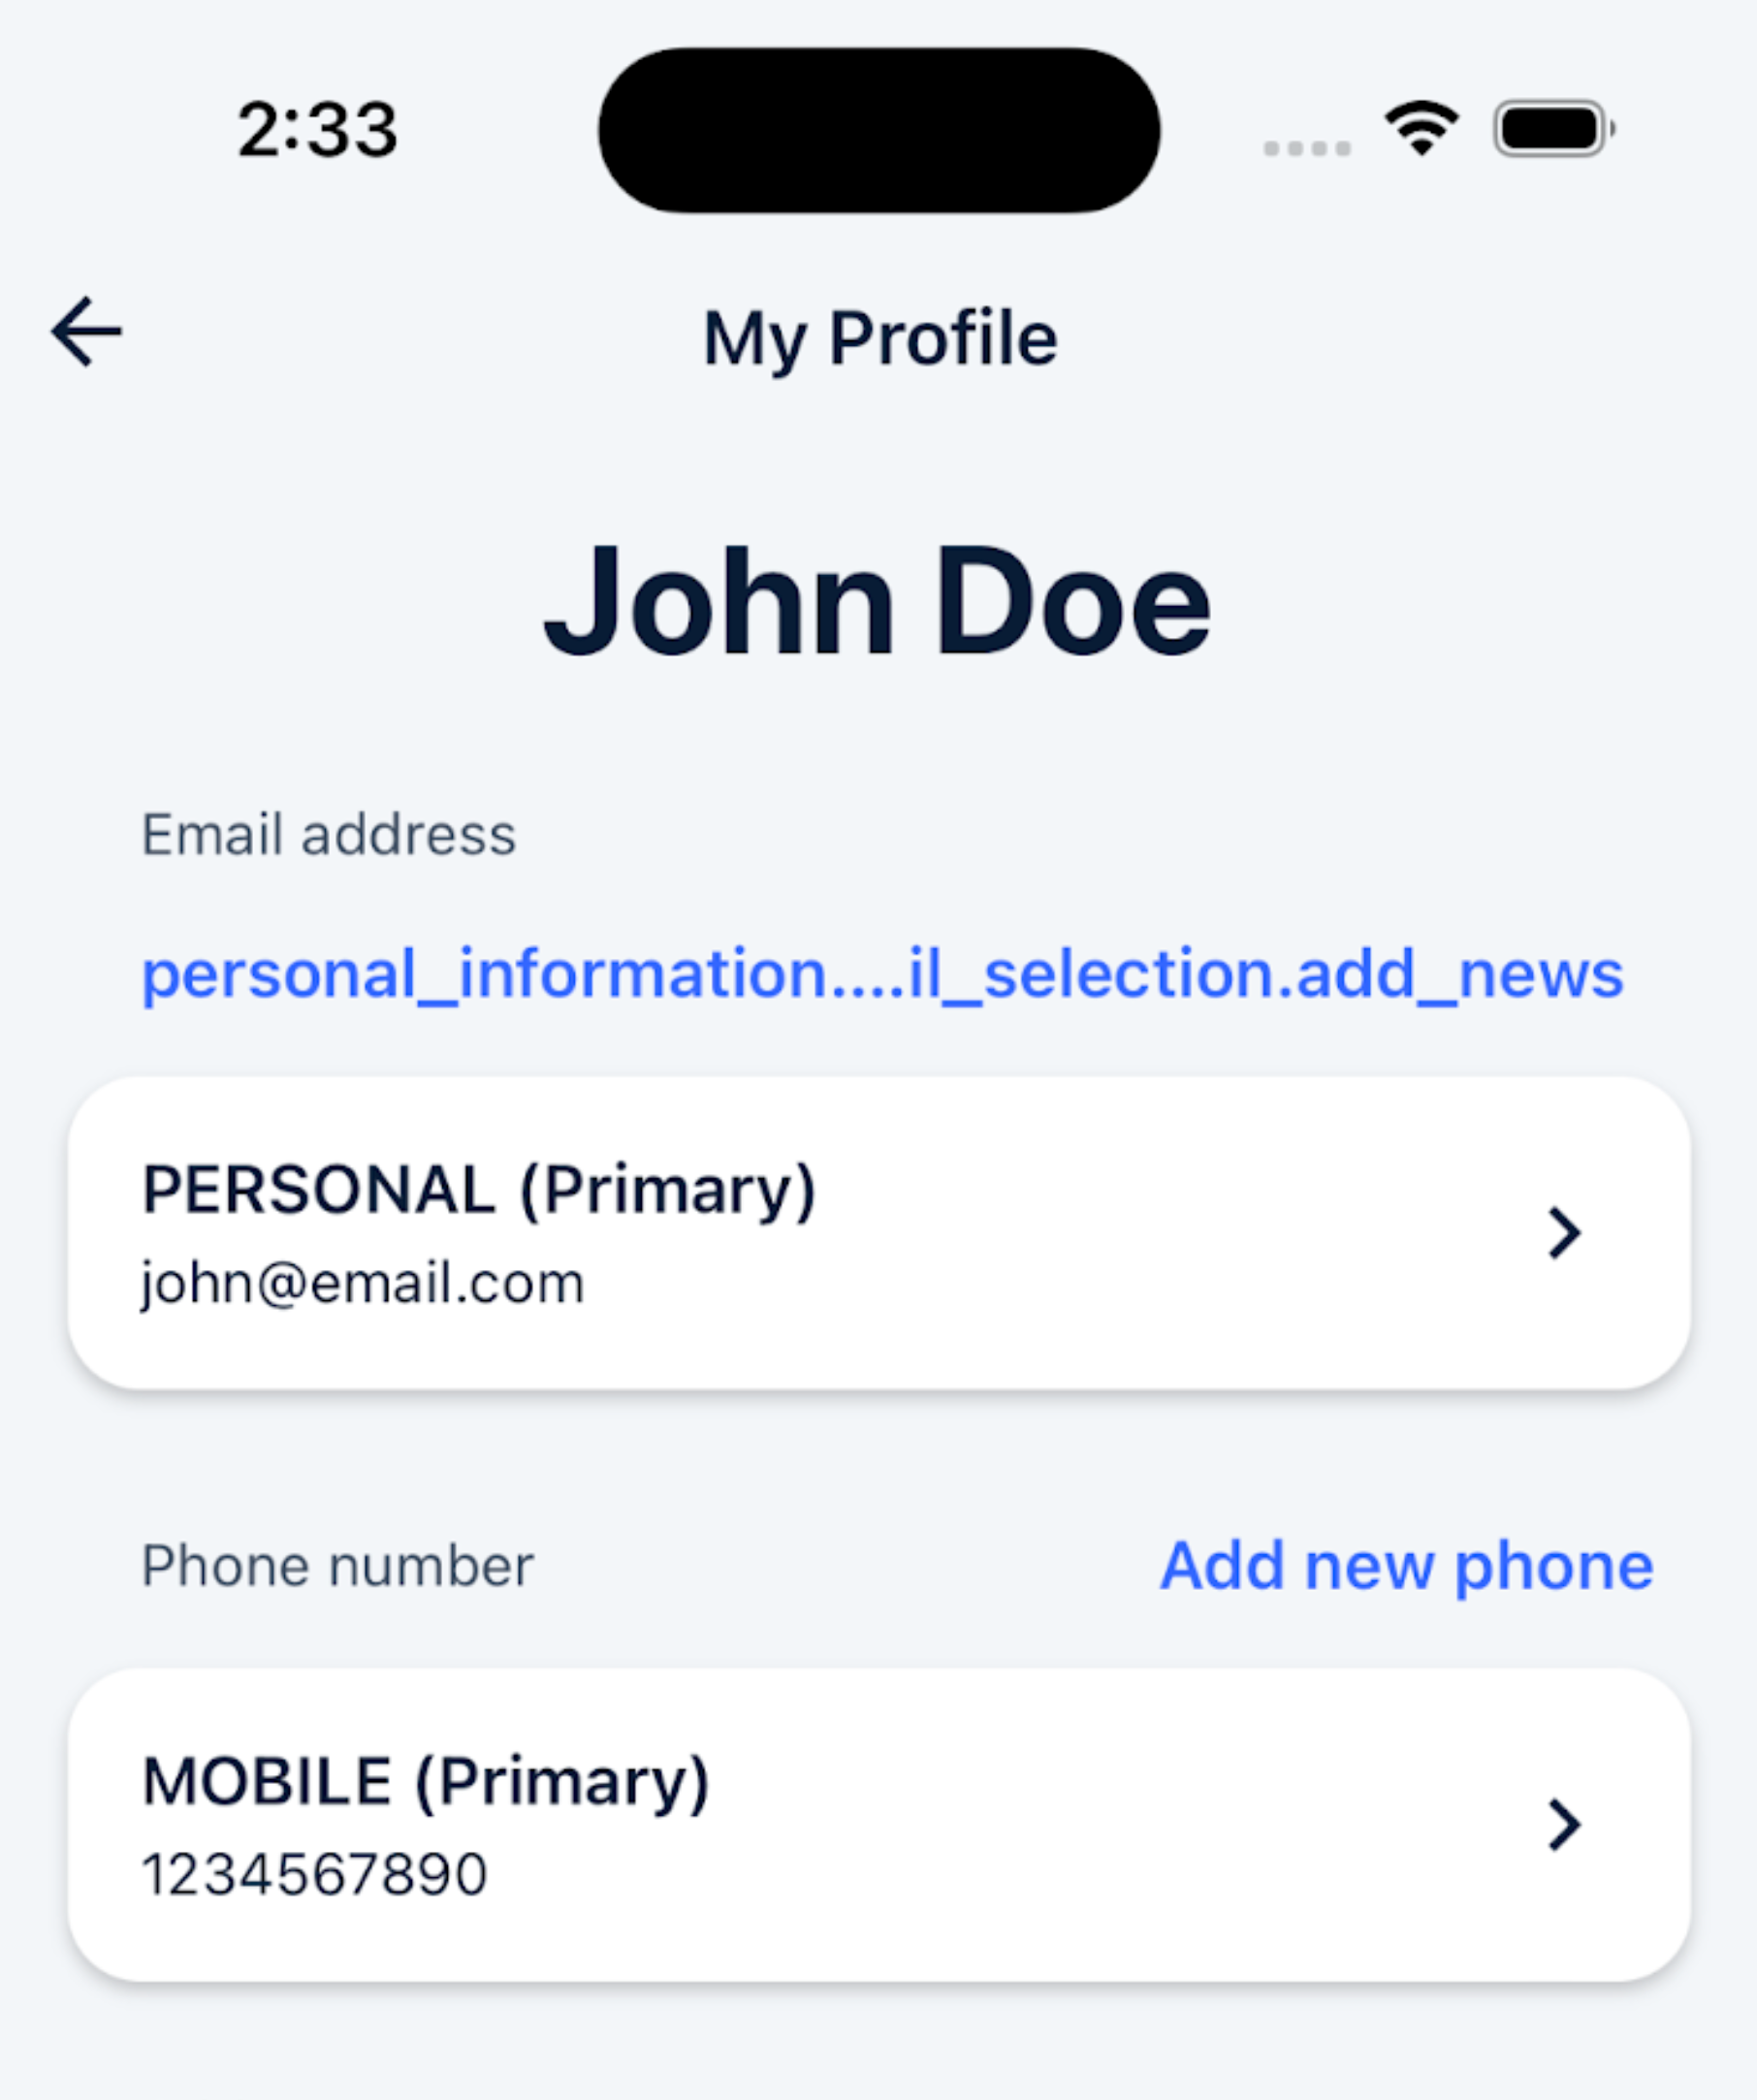 2:33
My Profile
John Doe
Email address
personal_information....il_selection.add_news
PERSONAL (Primary)
john@email.com
Phone number
Add new phone
MOBILE (Primary)
1234567890